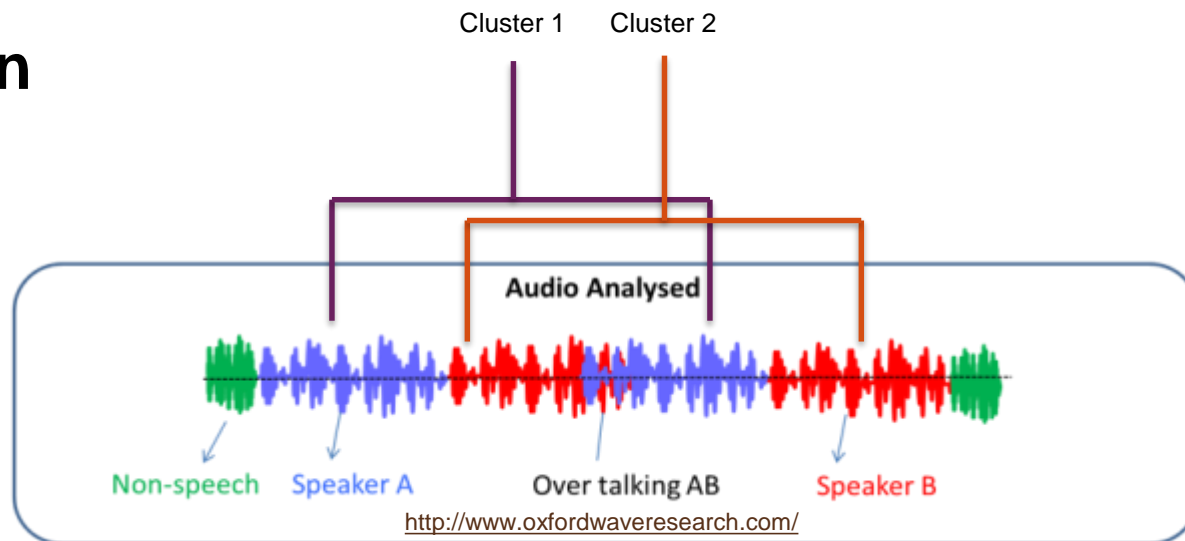 Cluster 1 Cluster 2
n
Audio Analysed
Non-speech Speaker A Over talking AB Speaker B
http://www.oxfordwaveresearch.com/